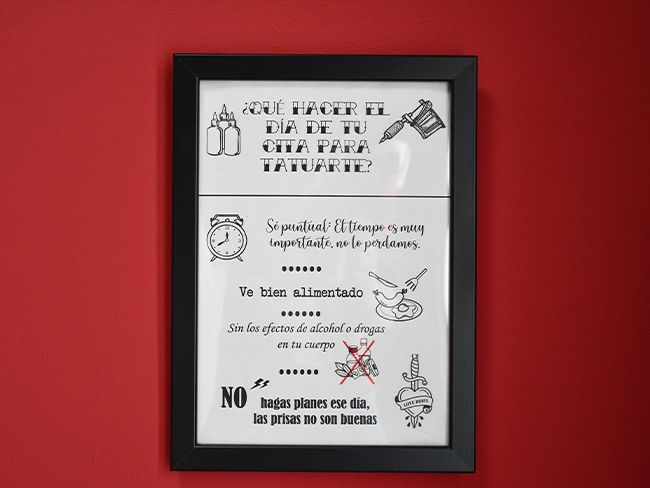 ¿QUÉ HACER EL
DÍA DE TU
CITA PARA
TATUARTE?
Sé puntual: El tiempo es muy
importante, no lo perdamos.
Ve bien alimentado
Sin los efectos de alcohol o drogas
en tu cuerpo
NO hagas planes ese día,
las prisas no son buenas
LOVE HURTS